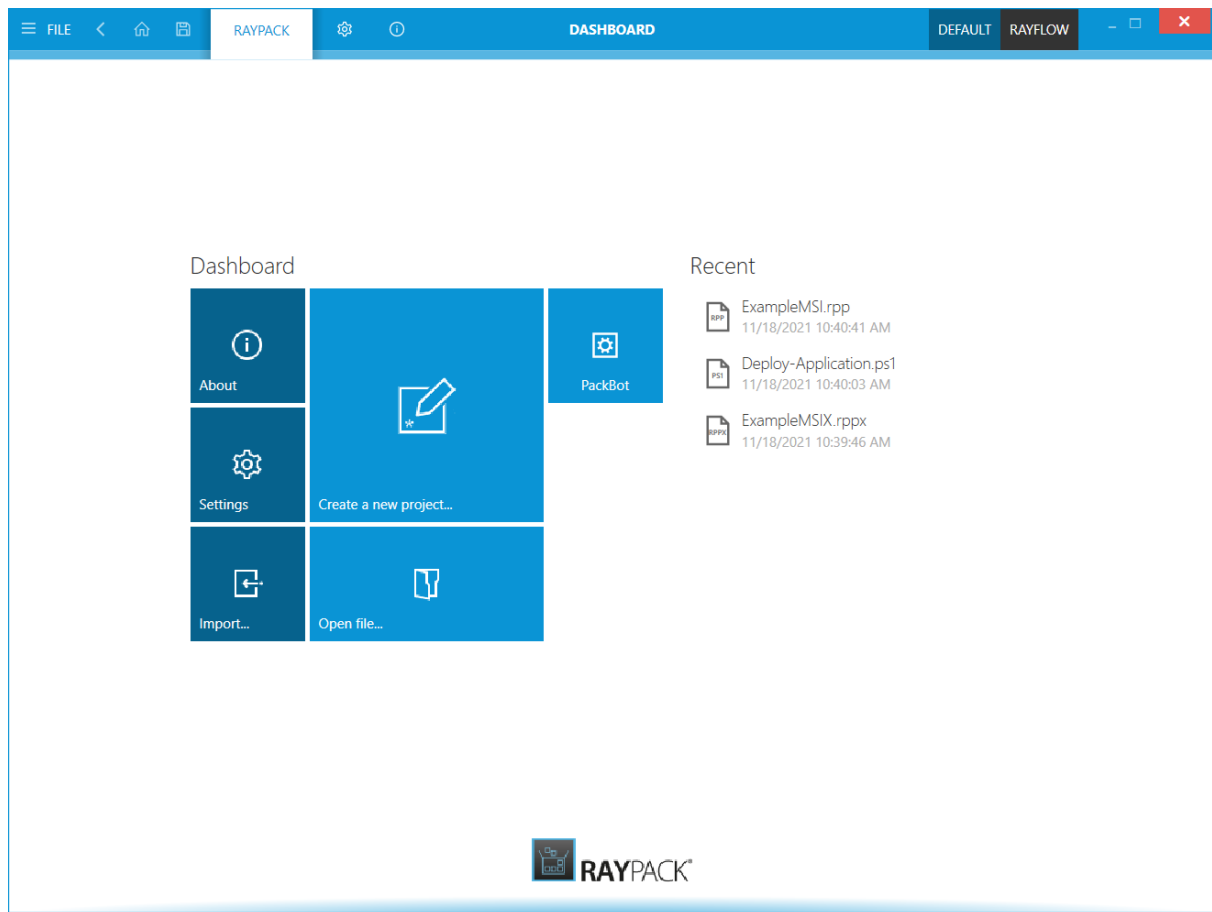 FILE
RAYPACK
DASHBOARD
DEFAULT
RAYFLOW
Dashboard
About
Settings
Import...
Create a new project...
Open file...
PackBot
Recent
RPP
ExampleMSI.rpp
11/18/2021 10:40:41 AM
PS1
Deploy-Application.ps1
11/18/2021 10:40:03 AM
RPPX
ExampleMSIX.rppx
11/18/2021 10:39:46 AM
RAYPACK®